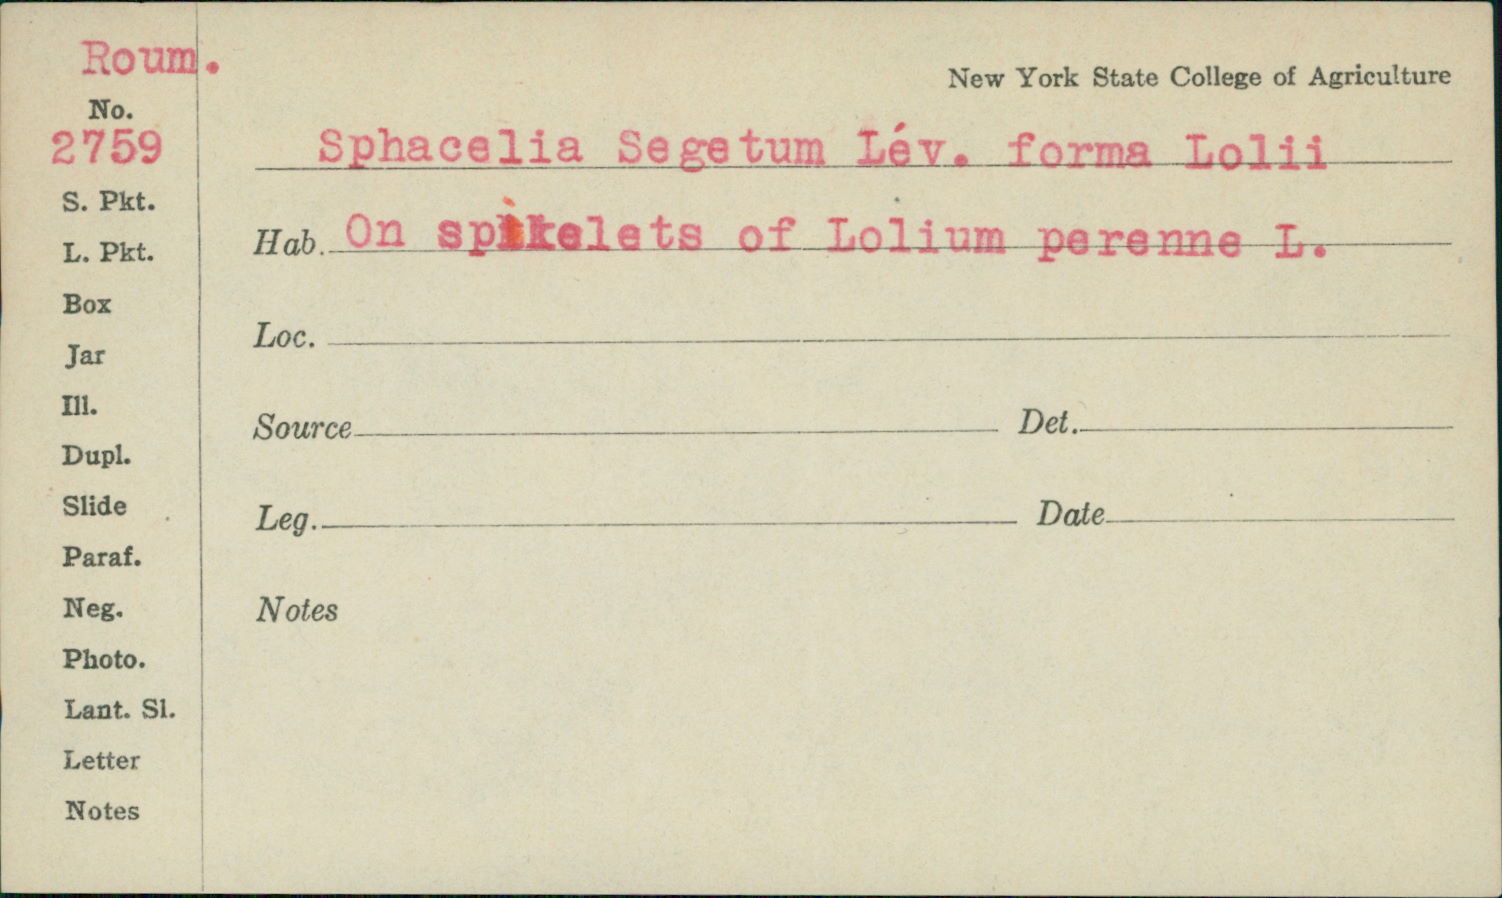 Roum.
New York State College of Agriculture
No.
2759
Sphacelia Segetum Lév. forma Lolii
S. Pkt.
Hab. On spikelets of Lolium perenne L.
L. Pkt.
Box
Loc.
Jar
Ill.
Source Det.
Dupl.
Slide
Leg. Date
Paraf.
Neg.
Notes
Photo.
Lant. Sl.
Letter
Notes